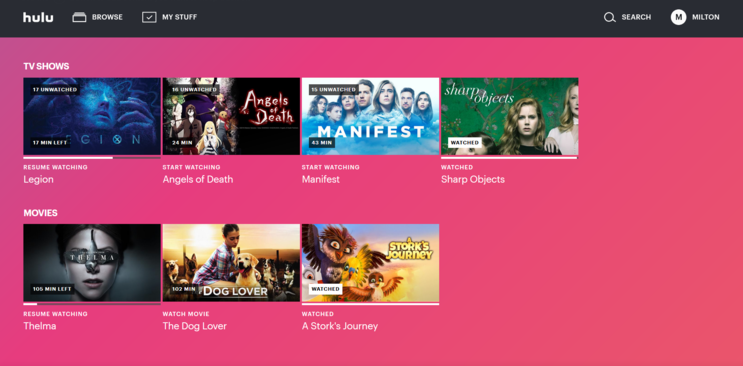 hulu BROWSE MY STUFF SEARCH M MILTON
TV SHOWS
17 UNWATCHED
LEGION
17 MIN LEFT
RESUME WATCHING
Legion
16 UNWATCHED
Angels of Death
24 MIN
START WATCHING
Angels of Death
15 UNWATCHED
MANIFEST
43 MIN
START WATCHING
Manifest
sharp objects
WATCHED
WATCHED
Sharp Objects
MOVIES
THELMA
105 MIN LEFT
RESUME WATCHING
Thelma
102 MIN
DOG LOVER
WATCH MOVIE
The Dog Lover
A STORK'S JOURNEY
WATCHED
WATCHED
A Stork's Journey